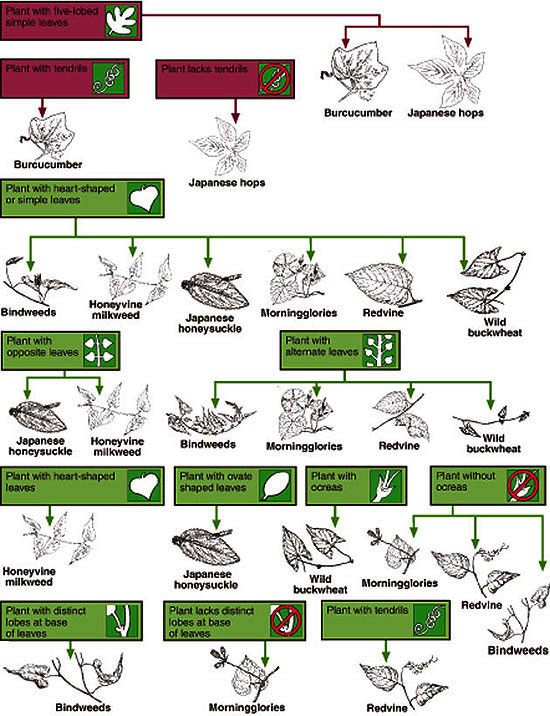 Plant with five-lobed
simple leaves
Burcucumber
Japanese hops
Plant with tendrils
Plant lacks tendrils
Burcucumber
Japanese hops
Plant with heart-shaped
or simple leaves
Bindweeds
Honeyvine
milkweed
Japanese
honeysuckle
Morningglories
Redvine
Wild
buckwheat
Plant with
opposite leaves
Plant with
alternate leaves
Japanese
honeysuckle
Honeyvine
milkweed
Bindweeds
Morningglories
Redvine
Wild
buckwheat
Plant with heart-shaped
leaves
Plant with ovate
shaped leaves
Plant with
ocreas
Plant without
ocreas
Honeyvine
milkweed
Japanese
honeysuckle
Wild
buckwheat
Morningglories
Redvine
Bindweeds
Plant with distinct
lobes at base
of leaves
Plant lacks distinct
lobes at base
of leaves
Plant with tendrils
Bindweeds
Morningglories
Redvine